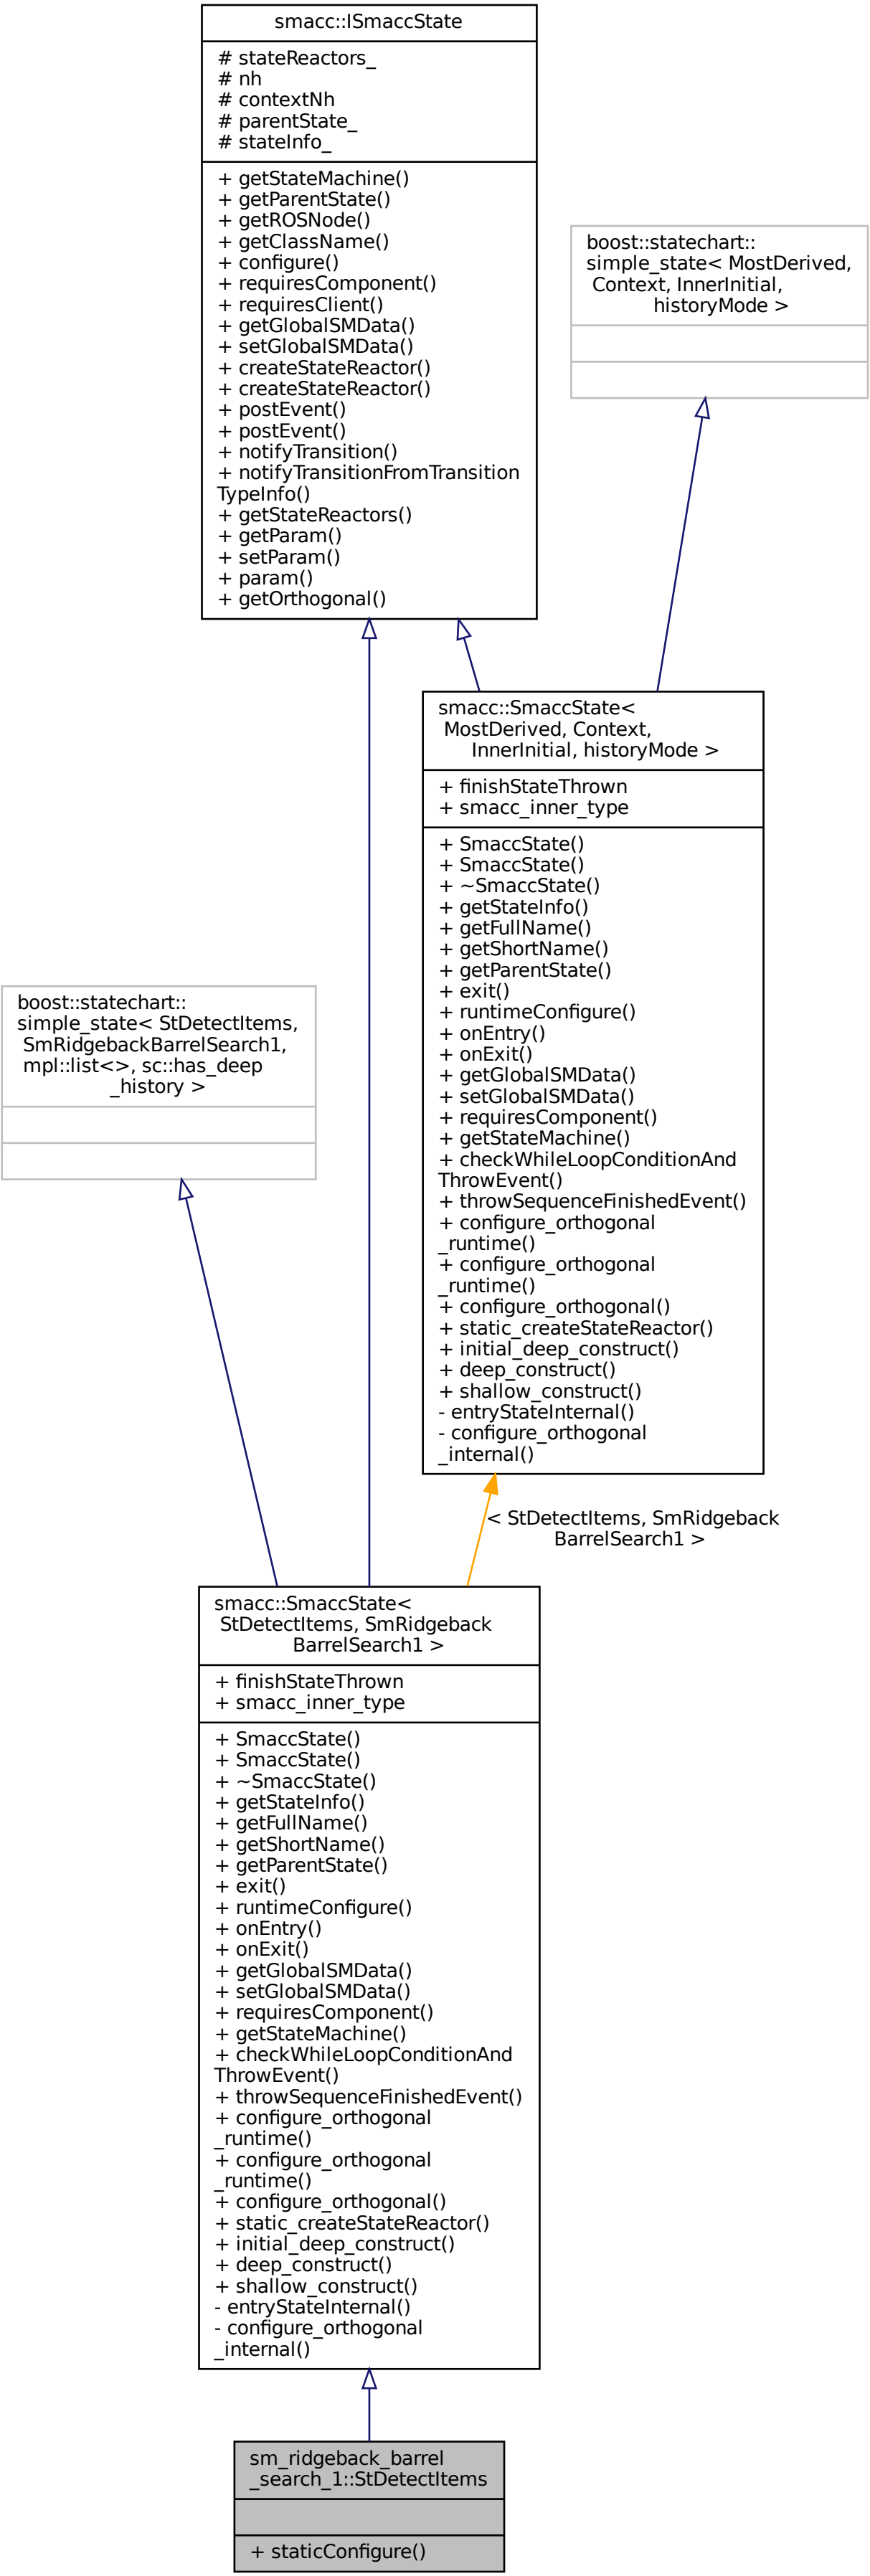 smacc::ISmaccState
# stateReactors_
# nh
# contextNh
# parentState_
# stateInfo_
+ getStateMachine()
+ getParentState()
+ getROSNode()
+ getClassName()
+ configure()
+ requiresComponent()
+ requiresClient()
+ getGlobalSMData()
+ setGlobalSMData()
+ createStateReactor()
+ createStateReactor()
+ postEvent()
+ postEvent()
+ notifyTransition()
+ notifyTransitionFromTransition
TypeInfo()
+ getStateReactors()
+ getParam()
+ setParam()
+ param()
+ getOrthogonal()
boost::statechart::
simple_state< MostDerived,
Context, InnerInitial,
historyMode >
smacc::SmaccState<
MostDerived, Context,
InnerInitial, historyMode >
+ finishStateThrown
+ smacc_inner_type
+ SmaccState()
+ SmaccState()
+ ~SmaccState()
+ getStateInfo()
+ getFullName()
+ getShortName()
+ getParentState()
+ exit()
+ runtimeConfigure()
+ onEntry()
+ onExit()
+ getGlobalSMData()
+ setGlobalSMData()
+ requiresComponent()
+ getStateMachine()
+ checkWhileLoopConditionAnd
ThrowEvent()
+ throwSequenceFinishedEvent()
+ configure_orthogonal
_runtime()
+ configure_orthogonal
_runtime()
+ configure_orthogonal()
+ static_createStateReactor()
+ initial_deep_construct()
+ deep_construct()
+ shallow_construct()
- entryStateInternal()
- configure_orthogonal
_internal()
boost::statechart::
simple_state< StDetectItems,
SmRidgebackBarrelSearch1,
mpl::list<>, sc::has_deep
_history >
< StDetectItems, SmRidgeback
BarrelSearch1 >
smacc::SmaccState<
StDetectItems, SmRidgeback
BarrelSearch1 >
+ finishStateThrown
+ smacc_inner_type
+ SmaccState()
+ SmaccState()
+ ~SmaccState()
+ getStateInfo()
+ getFullName()
+ getShortName()
+ getParentState()
+ exit()
+ runtimeConfigure()
+ onEntry()
+ onExit()
+ getGlobalSMData()
+ setGlobalSMData()
+ requiresComponent()
+ getStateMachine()
+ checkWhileLoopConditionAnd
ThrowEvent()
+ throwSequenceFinishedEvent()
+ configure_orthogonal
_runtime()
+ configure_orthogonal
_runtime()
+ configure_orthogonal()
+ static_createStateReactor()
+ initial_deep_construct()
+ deep_construct()
+ shallow_construct()
- entryStateInternal()
- configure_orthogonal
_internal()
sm_ridgeback_barrel
_search_1::StDetectItems
+ staticConfigure()